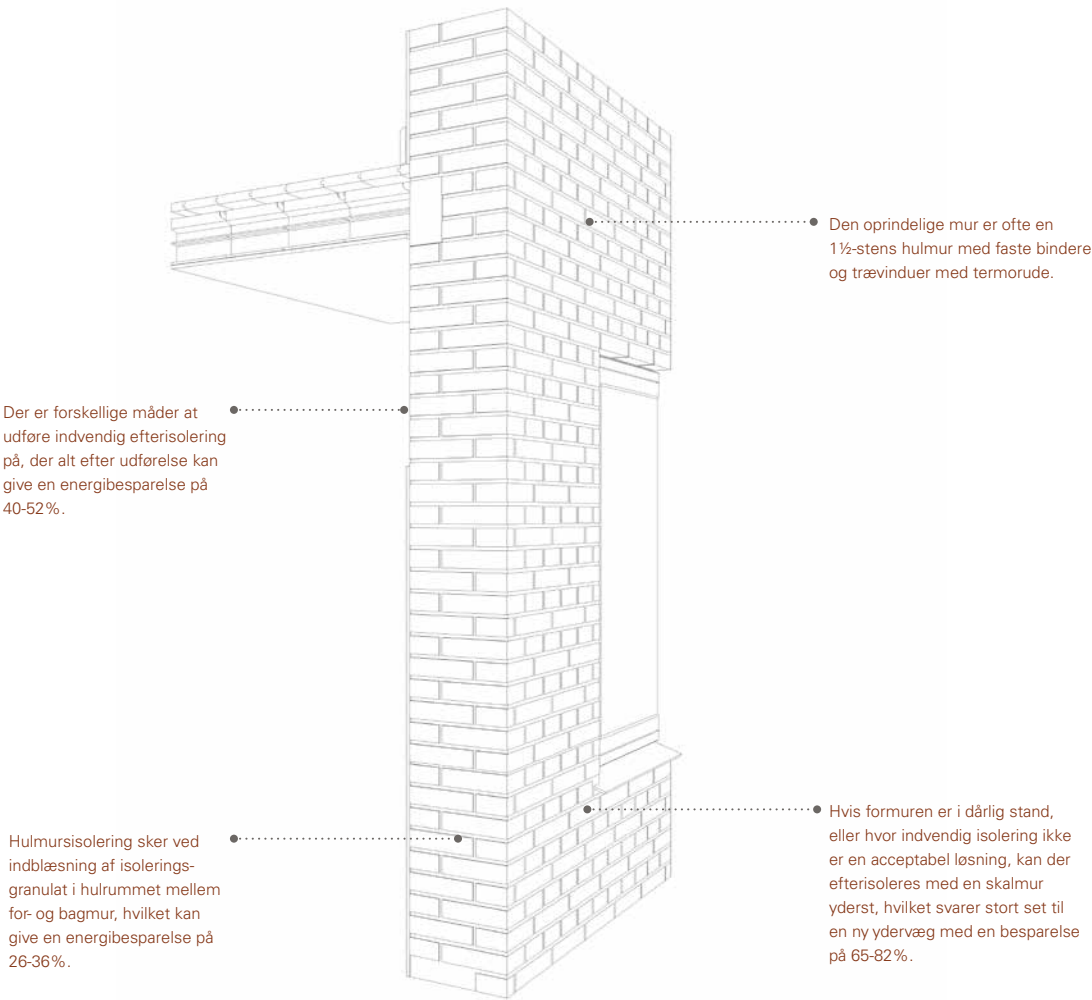 Den oprindelige mur er ofte en
1½-stens hulmur med faste bindere
og trævinduer med termorude.
Der er forskellige måder at
udføre indvendig efterisolering
på, der alt efter udførelse kan
give en energibesparelse på
40-52%.
Hulmursisolering sker ved
indblæsning af isolerings-
granulat i hulrummet mellem
for- og bagmur, hvilket kan
give en energibesparelse på
26-36%.
Hvis formuren er i dårlig stand,
eller hvor indvendig isolering ikke
er en acceptabel løsning, kan der
efterisoleres med en skalmur
yderst, hvilket svarer stort set til
en ny ydervæg med en besparelse
på 65-82%.